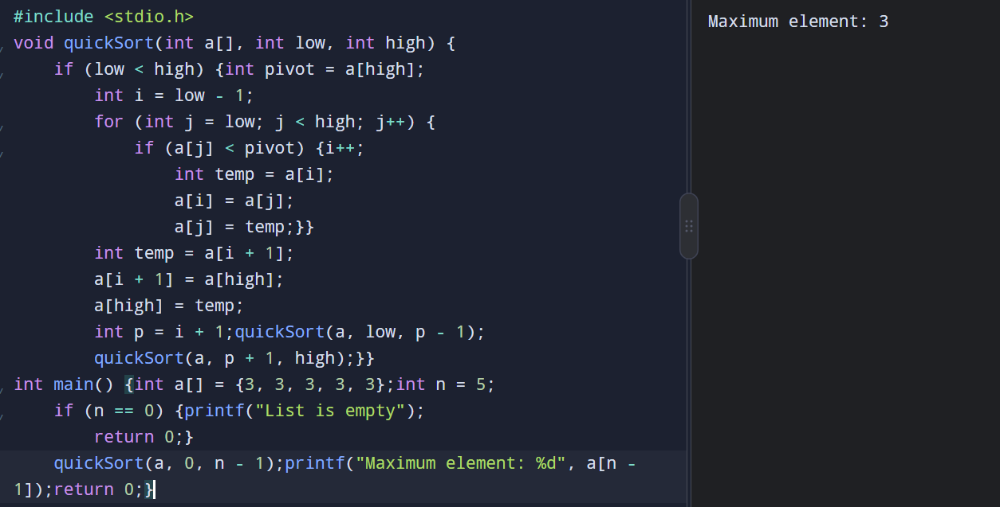 #include <stdio.h>
void quickSort(int a[], int low, int high) {
    if (low < high) {int pivot = a[high];
        int i = low - 1;
        for (int j = low; j < high; j++) {
            if (a[j] < pivot) {i++;
                int temp = a[i];
                a[i] = a[j];
                a[j] = temp;}}
        int temp = a[i + 1];
        a[i + 1] = a[high];
        a[high] = temp;
        int p = i + 1;quickSort(a, low, p - 1);
        quickSort(a, p + 1, high);}}
int main() {int a[] = {3, 3, 3, 3, 3};int n = 5;
    if (n == 0) {printf("List is empty");
        return 0;}
    quickSort(a, 0, n - 1);printf("Maximum element: %d", a[n -
1]);return 0;}
Maximum element: 3